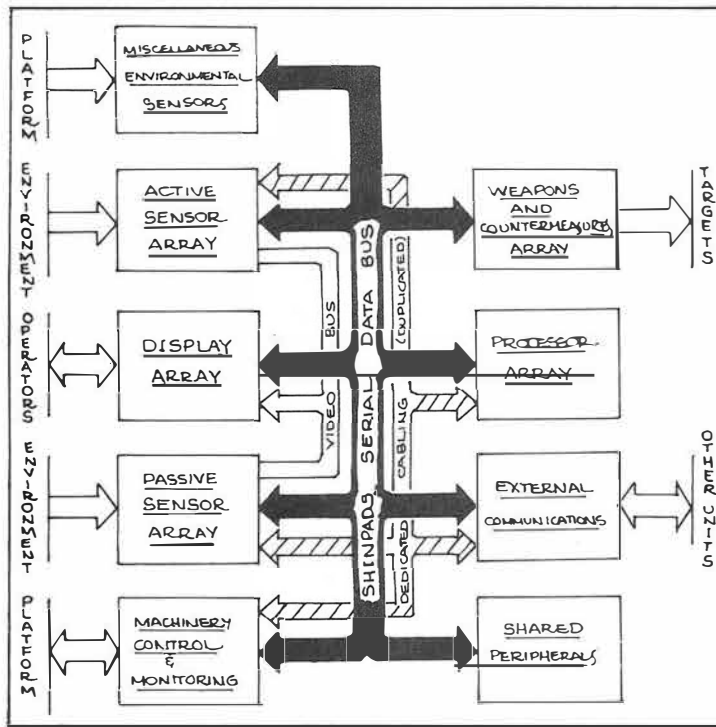 PLATFORM
MISCELLANEOUS
ENVIRONMENTAL
SENSORS
ENVIRONMENT
ACTIVE
SENSOR
ARRAY
WEAPONS
AND
COUNTERMEASURES
ARRAY
TARGETS
OPERATORS
DISPLAY
ARRAY
VIDEO BUS
SHINPADS SERIAL DATA BUS
DEDICATED CABLING (DUPLICATED)
PROCESSOR
ARRAY
ENVIRONMENT
PASSIVE
SENSOR
ARRAY
EXTERNAL
COMMUNICATIONS
OTHER UNITS
PLATFORM
MACHINERY
CONTROL
&
MONITORING
SHARED
PERIPHERALS